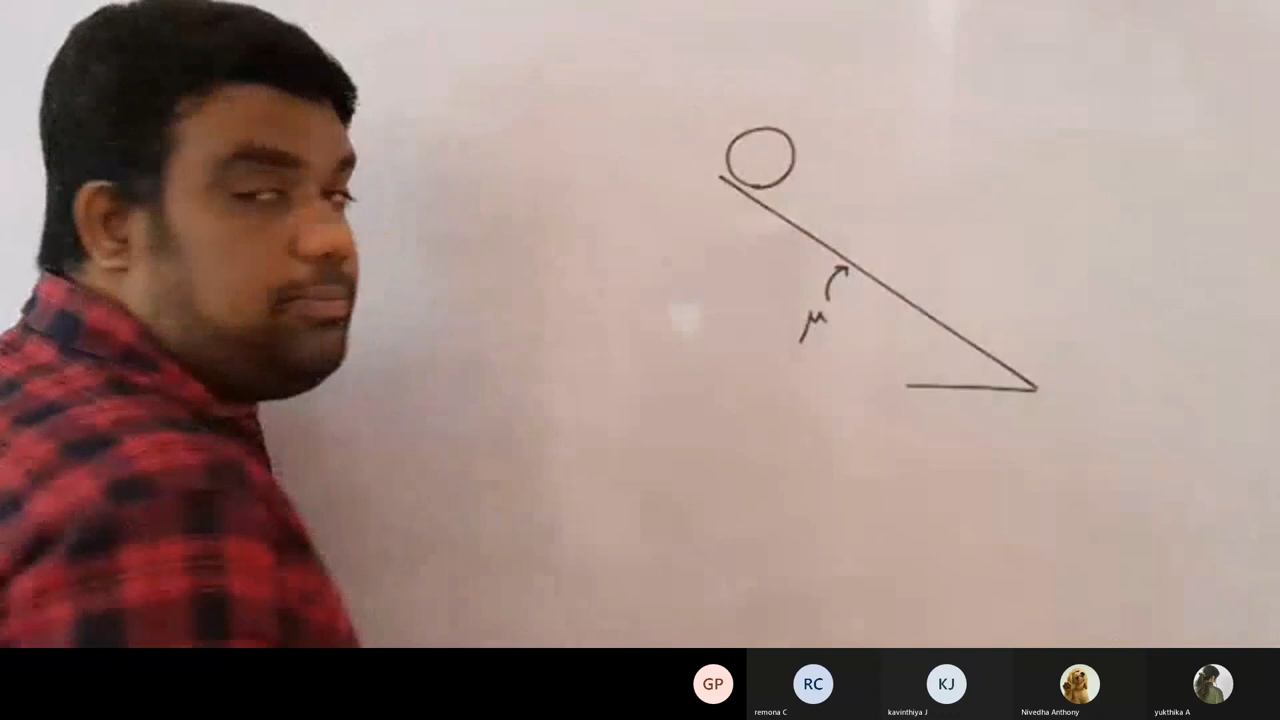 μ
GP
RC
KJ
remona C
kavinthiya J
Nivedha Anthony
yukthika A